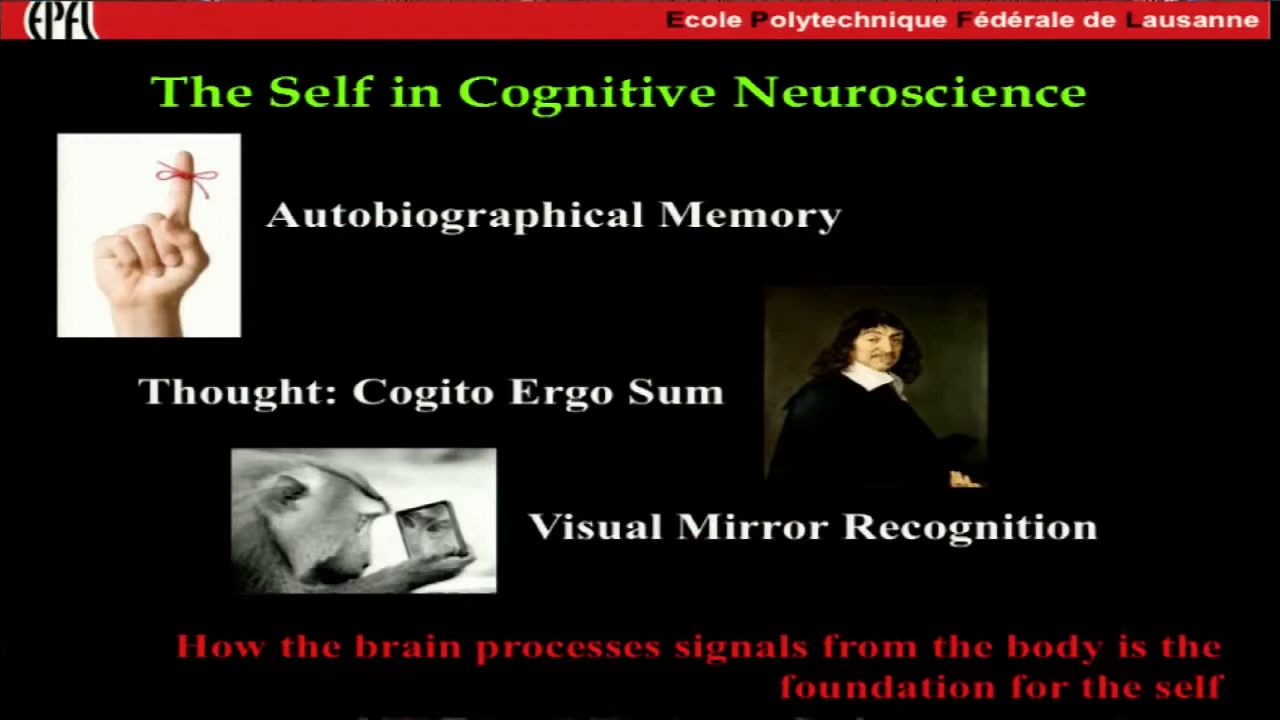 EPFL
Ecole Polytechnique Fédérale de Lausanne
The Self in Cognitive Neuroscience
Autobiographical Memory
Thought: Cogito Ergo Sum
Visual Mirror Recognition
How the brain processes signals from the body is the
foundation for the self